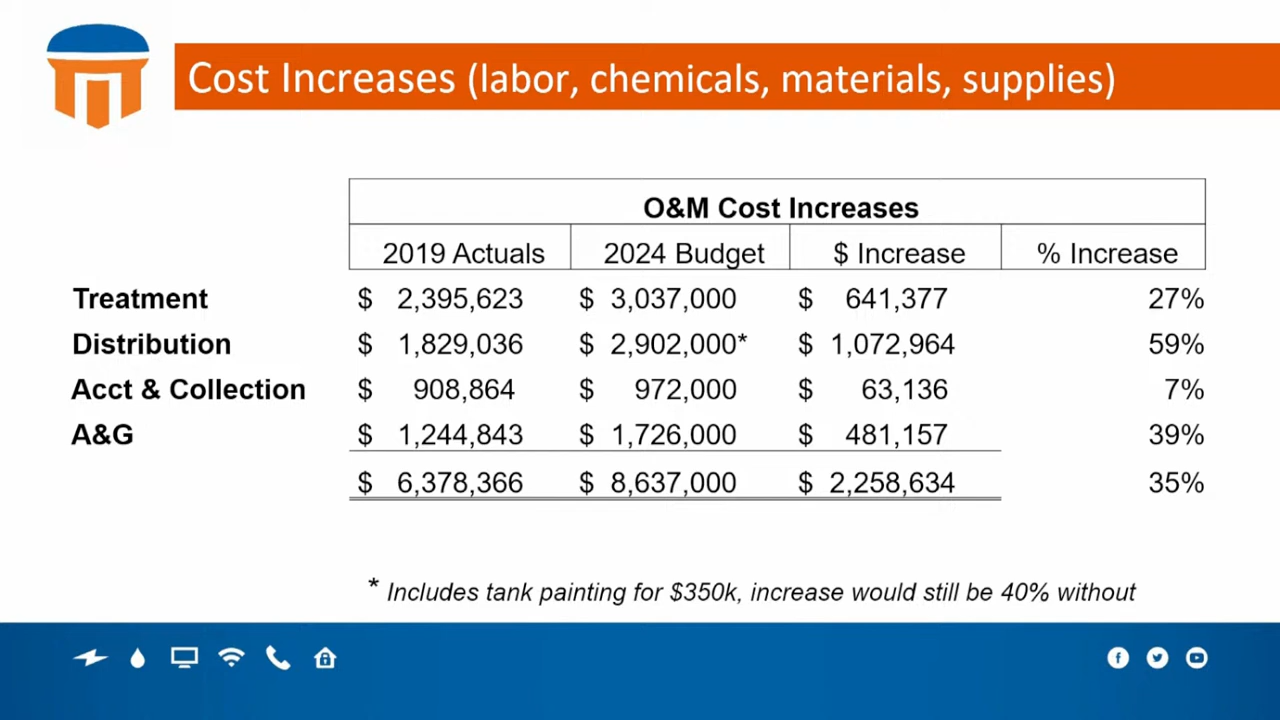 Cost Increases (labor, chemicals, materials, supplies)
O&M Cost Increases
2019 Actuals 2024 Budget $ Increase % Increase
Treatment $ 2,395,623 $ 3,037,000 $ 641,377 27%
Distribution $ 1,829,036 $ 2,902,000* $ 1,072,964 59%
Acct & Collection $ 908,864 $ 972,000 $ 63,136 7%
A&G $ 1,244,843 $ 1,726,000 $ 481,157 39%
$ 6,378,366 $ 8,637,000 $ 2,258,634 35%
* Includes tank painting for $350k, increase would still be 40% without